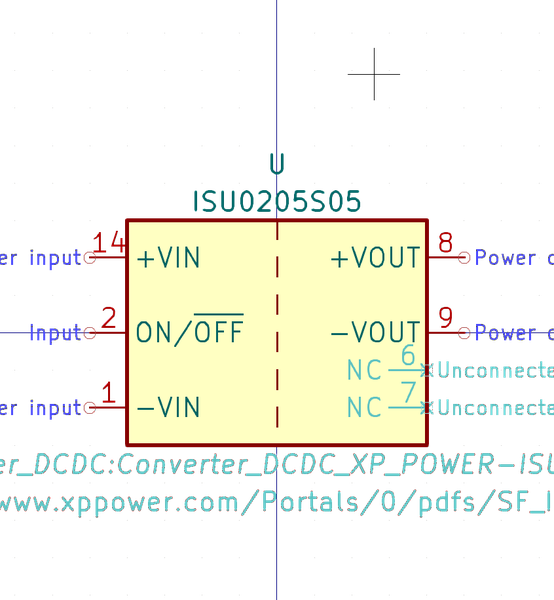 U
ISU0205S05
er input 14 +VIN +VOUT 8 Power o
Input 2 ON/OFF -VOUT 9 Power o
NC 6 Unconnecte
er input 1 -VIN NC 7 Unconnecte
er_DCDC:Converter_DCDC_XP_POWER-ISU
www.xppower.com/Portals/0/pdfs/SF_I